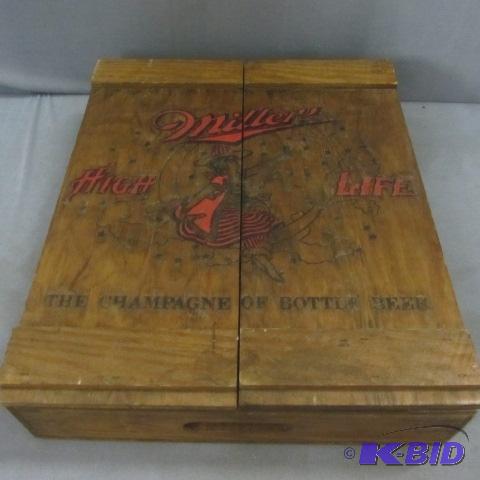 Miller
HIGH LIFE
THE CHAMPAGNE OF BOTTLE BEER
© K-BID